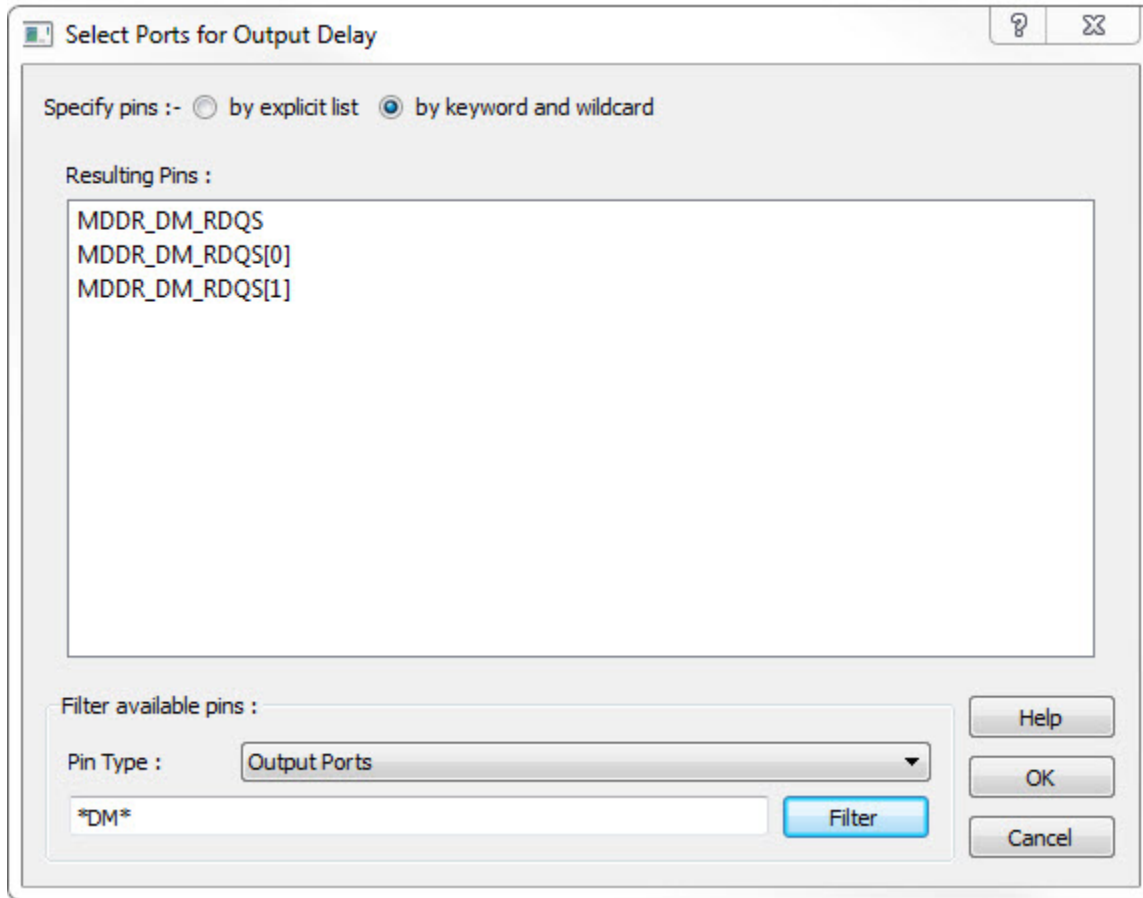 Select Ports for Output Delay
Specify pins :- by explicit list by keyword and wildcard
Resulting Pins :
MDDR_DM_RDQS
MDDR_DM_RDQS[0]
MDDR_DM_RDQS[1]
Filter available pins :
Help
Pin Type : Output Ports
OK
*DM* Filter
Cancel